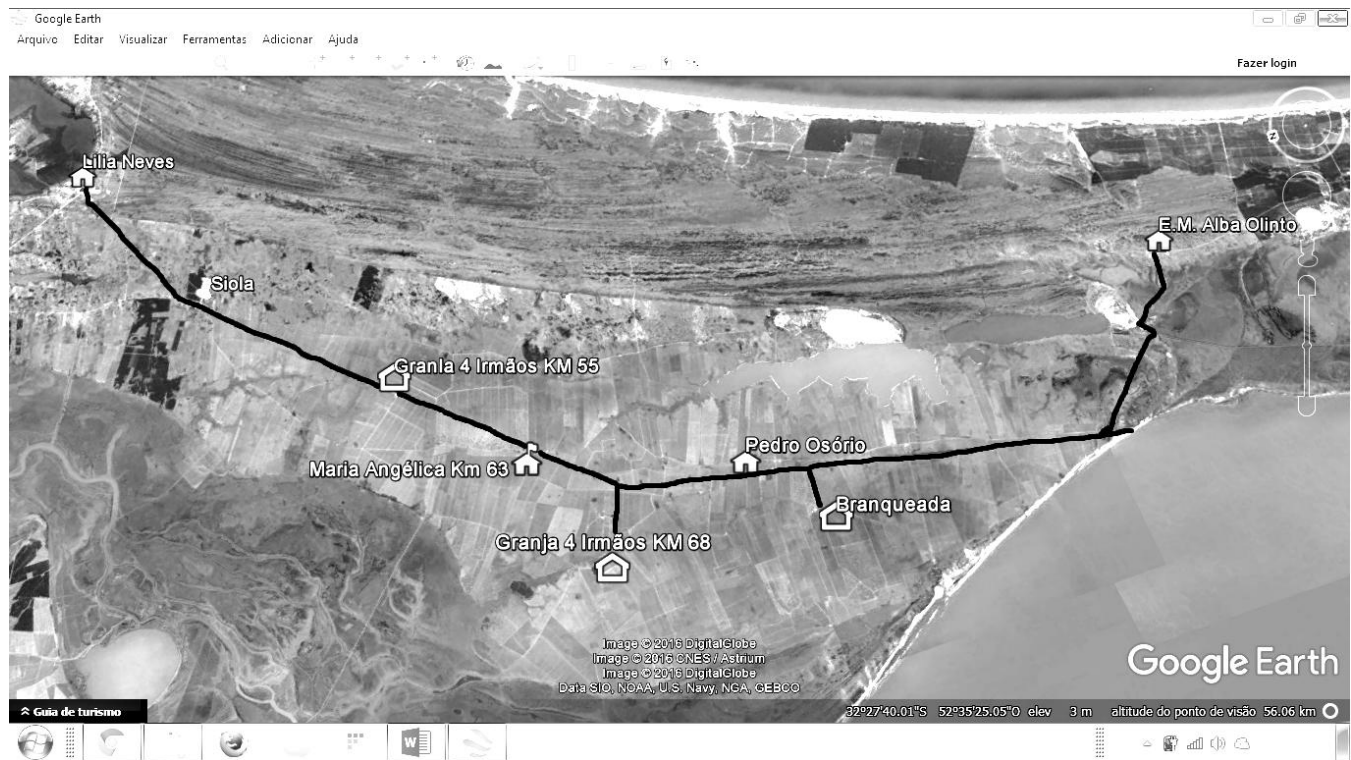 Google Earth
Arquivo Editar Visualizar Ferramentas Adicionar Ajuda
Fazer login
Lilia Neves
E.M. Alba Olinto
Siola
Granla 4 Irmãos KM 55
Pedro Osório
Maria Angélica Km 63
Branqueada
Granja 4 Irmãos KM 68
Image © 2016 DigitalGlobe
Image © 2016 CNES / Astrium
Image © 2016 DigitalGlobe
Data SIO, NOAA, U.S. Navy, NGA, GEBCO
Google Earth
Guia de turismo
32°27'40.01"S 52°35'25.05"O elev 3 m altitude do ponto de visão 56.06 km
W